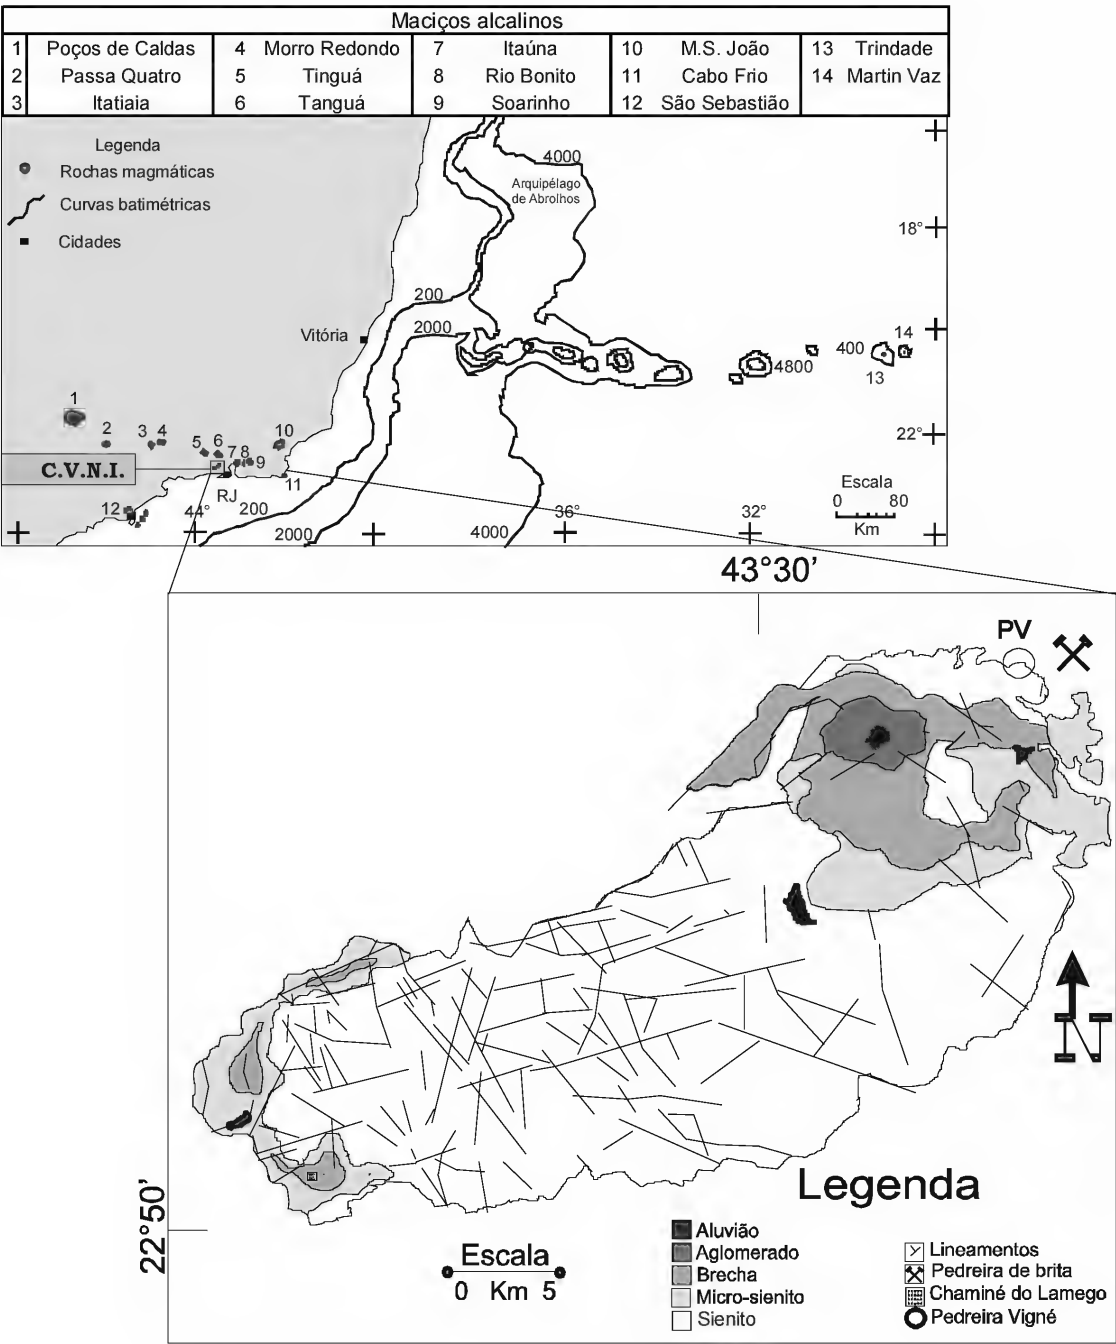 Maciços alcalinos
1 Poços de Caldas 4 Morro Redondo 7 Itaúna 10 M.S. João 13 Trindade
2 Passa Quatro 5 Tinguá 8 Rio Bonito 11 Cabo Frio 14 Martin Vaz
3 Itatiaia 6 Tanguá 9 Soarinho 12 São Sebastião
Legenda
Rochas magmáticas
Curvas batimétricas
Cidades
4000
Arquipélago
de Abrolhos
18°
200
2000
Vitória
14
400
4800
13
1
2
3 4
5 6
7 8 9
10
22°
C.V.N.I.
11
RJ
12
44°
200
2000
4000
36°
32°
Escala
0 80
Km
43°30'
PV
N
22°50'
Legenda
Escala
0 Km 5
Aluvião
Aglomerado
Brecha
Micro-sienito
Sienito
Lineamentos
Pedreira de brita
Chaminé do Lamego
Pedreira Vigné